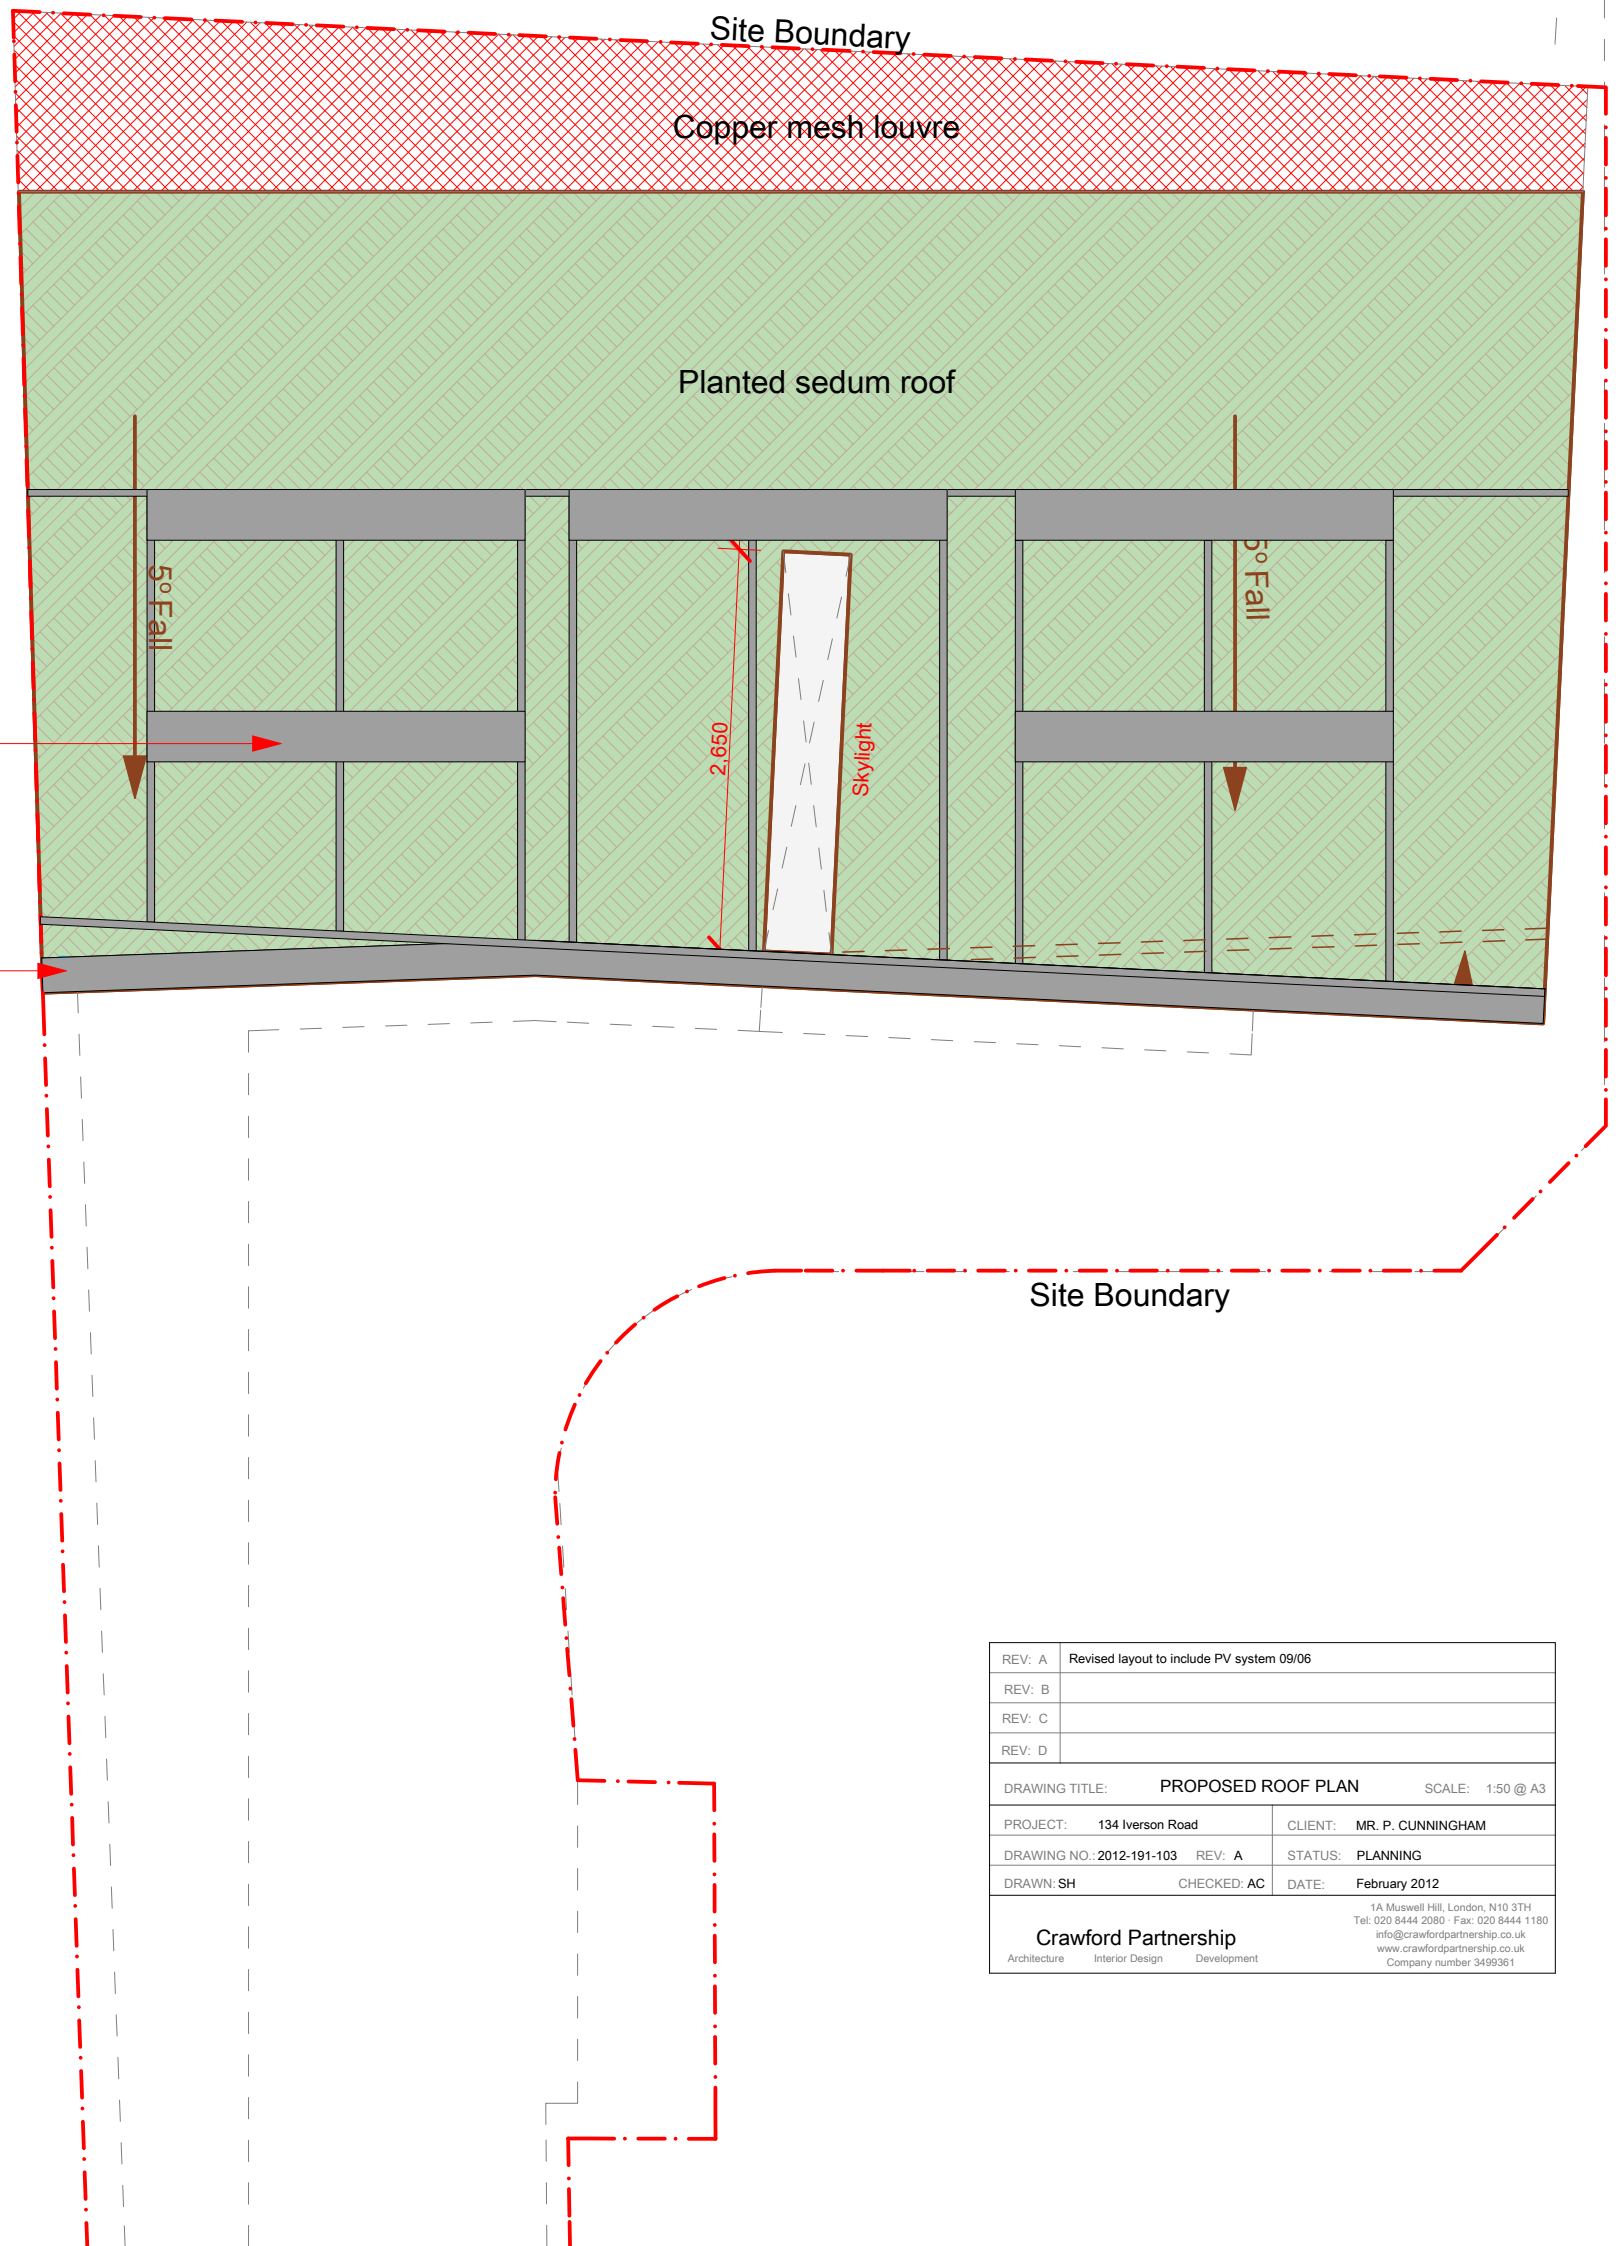 Site Boundary
Copper mesh louvre
Planted sedum roof
5º Fall
5º Fall
2,650
Skylight
Site Boundary
REV: A Revised layout to include PV system 09/06
REV: B
REV: C
REV: D
DRAWING TITLE: PROPOSED ROOF PLAN SCALE: 1:50 @ A3
PROJECT: 134 Iverson Road CLIENT: MR. P. CUNNINGHAM
DRAWING NO.: 2012-191-103 REV: A STATUS: PLANNING
DRAWN: SH CHECKED: AC DATE: February 2012
1A Muswell Hill, London, N10 3TH
Tel: 020 8444 2080 · Fax: 020 8444 1180
info@crawfordpartnership.co.uk
www.crawfordpartnership.co.uk
Company number 3499361
Crawford Partnership
Architecture Interior Design Development